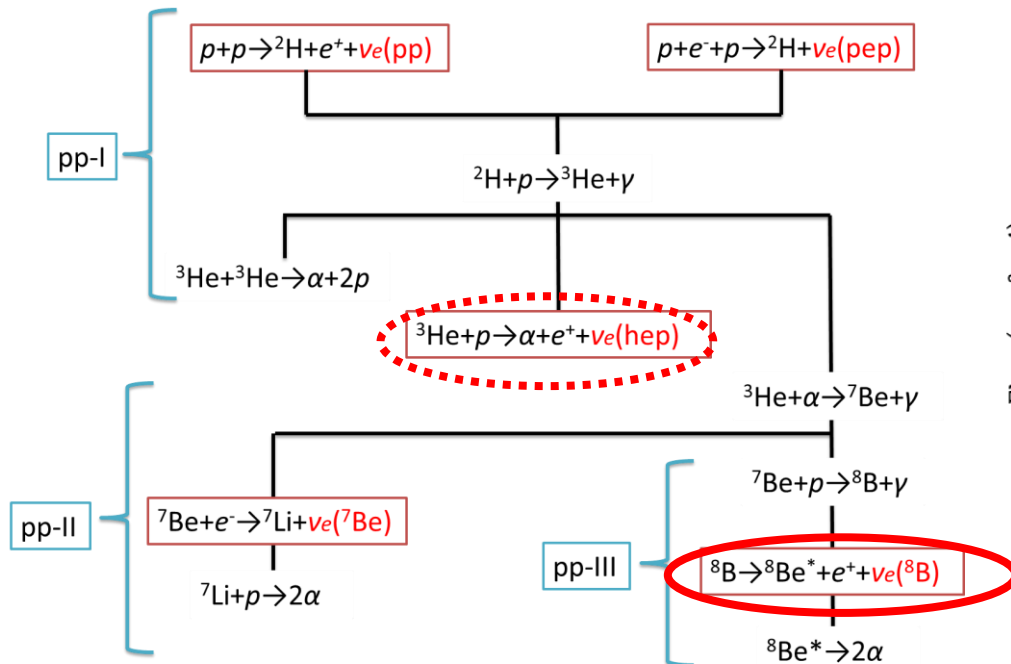 p+p→²H+e⁺+νe(pp)
p+e⁻+p→²H+νe(pep)
pp-I
²H+p→³He+γ
³He+³He→α+2p
³He+p→α+e⁺+νe(hep)
³He+α→⁷Be+γ
⁷Be+p→⁸B+γ
pp-II
⁷Be+e⁻→⁷Li+νe(⁷Be)
pp-III
⁸B→⁸Be*+e⁺+νe(⁸B)
⁷Li+p→2α
⁸Be*→2α